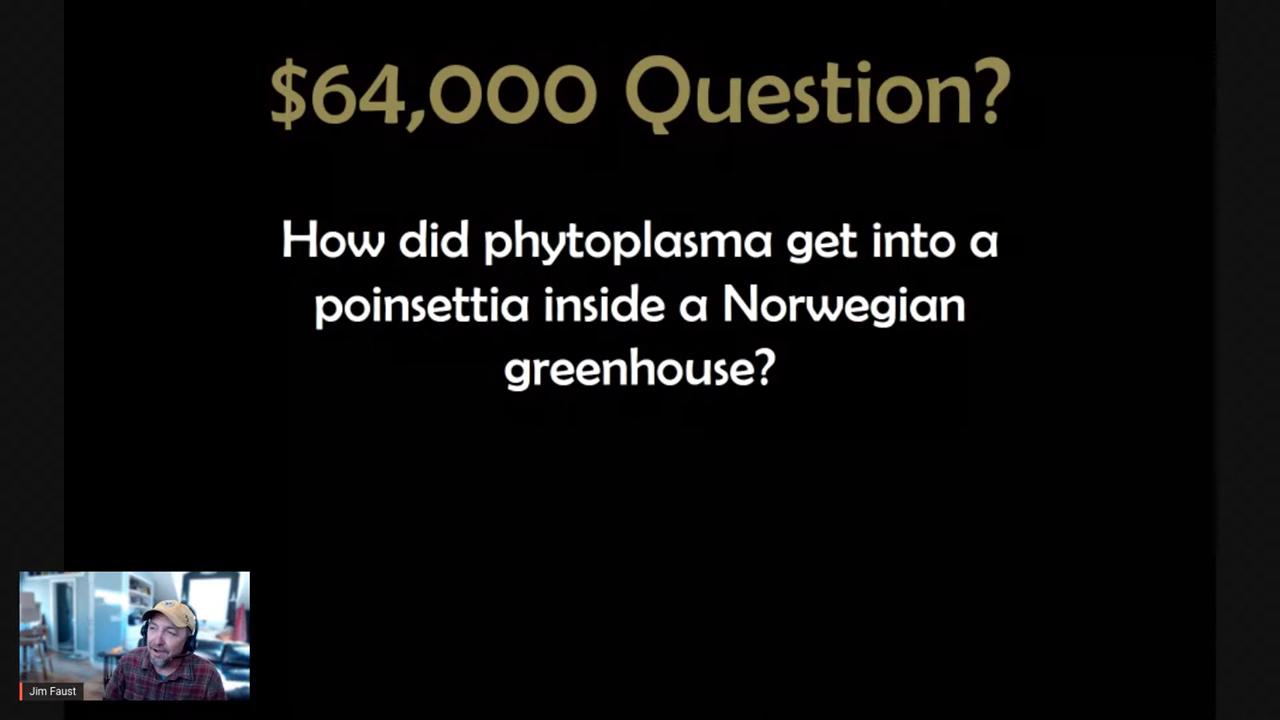 $64,000 Question?
How did phytoplasma get into a
poinsettia inside a Norwegian
greenhouse?
Jim Faust